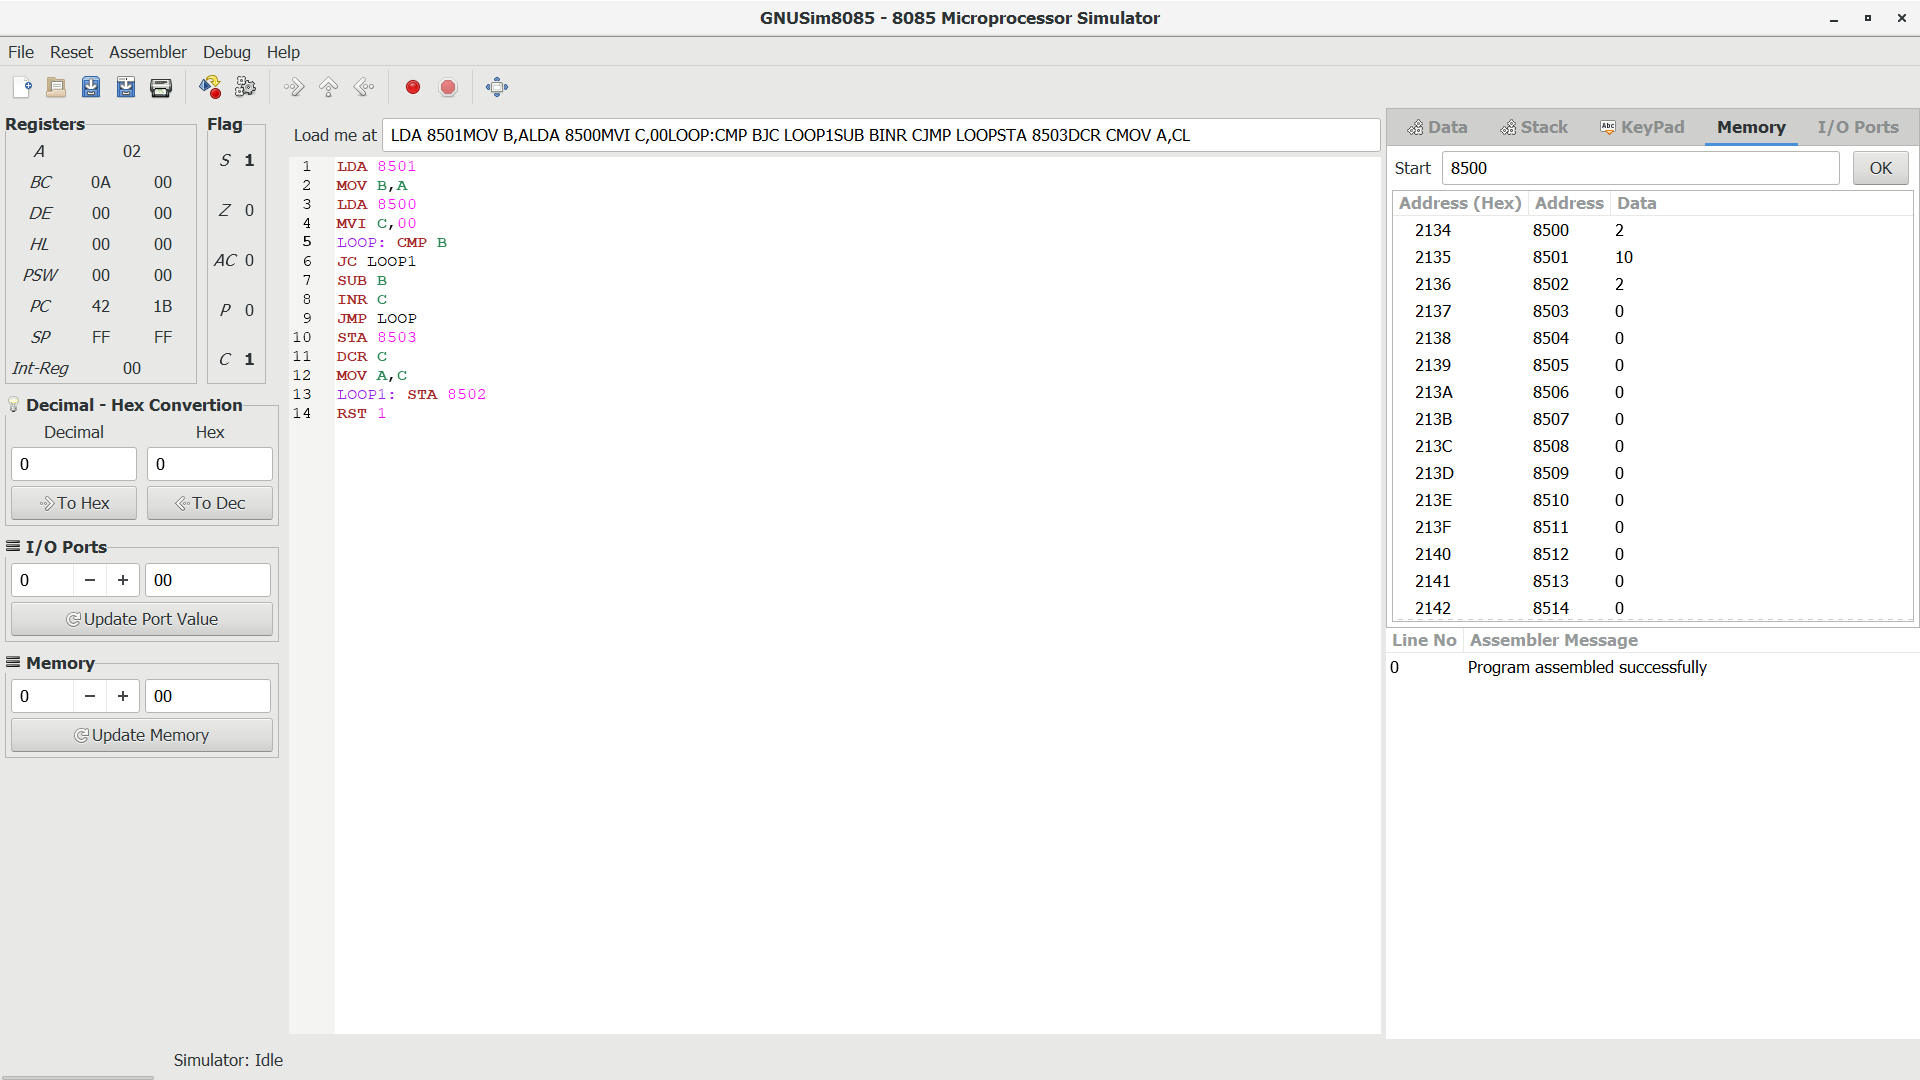 GNUSim8085 - 8085 Microprocessor Simulator
File Reset Assembler Debug Help
Registers
A 02
BC 0A 00
DE 00 00
HL 00 00
PSW 00 00
PC 42 1B
SP FF FF
Int-Reg 00
Flag
S 1
Z 0
AC 0
P 0
C 1
Decimal - Hex Convertion
Decimal Hex
0 0
To Hex To Dec
I/O Ports
0 − + 00
Update Port Value
Memory
0 − + 00
Update Memory
Load me at LDA 8501MOV B,ALDA 8500MVI C,00LOOP:CMP BJC LOOP1SUB BINR CJMP LOOPSTA 8503DCR CMOV A,CL
1 LDA 8501
2 MOV B,A
3 LDA 8500
4 MVI C,00
5 LOOP: CMP B
6 JC LOOP1
7 SUB B
8 INR C
9 JMP LOOP
10 STA 8503
11 DCR C
12 MOV A,C
13 LOOP1: STA 8502
14 RST 1
Data Stack Abc KeyPad Memory I/O Ports
Start 8500 OK
Address (Hex) Address Data
2134 8500 2
2135 8501 10
2136 8502 2
2137 8503 0
2138 8504 0
2139 8505 0
213A 8506 0
213B 8507 0
213C 8508 0
213D 8509 0
213E 8510 0
213F 8511 0
2140 8512 0
2141 8513 0
2142 8514 0
Line No Assembler Message
0 Program assembled successfully
Simulator: Idle